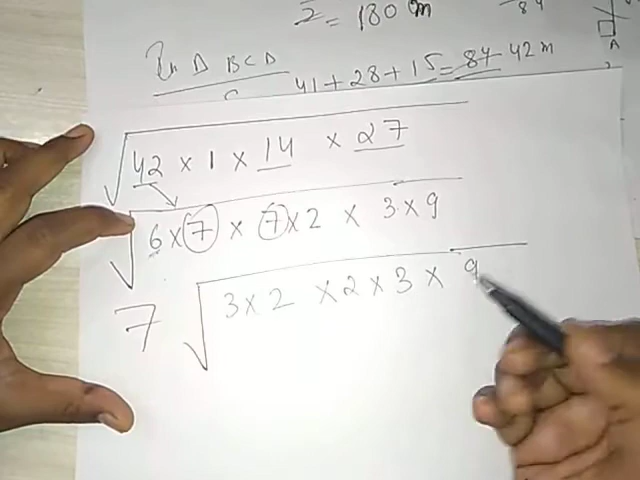 2 = 180 m
84
A
In Δ BCD
41 + 28 + 15 = 84 42 m
√42 × 1 × 14 × 27
√6 × 7 × 7 × 2 × 3 × 9
7 √3 × 2 × 2 × 3 × 9